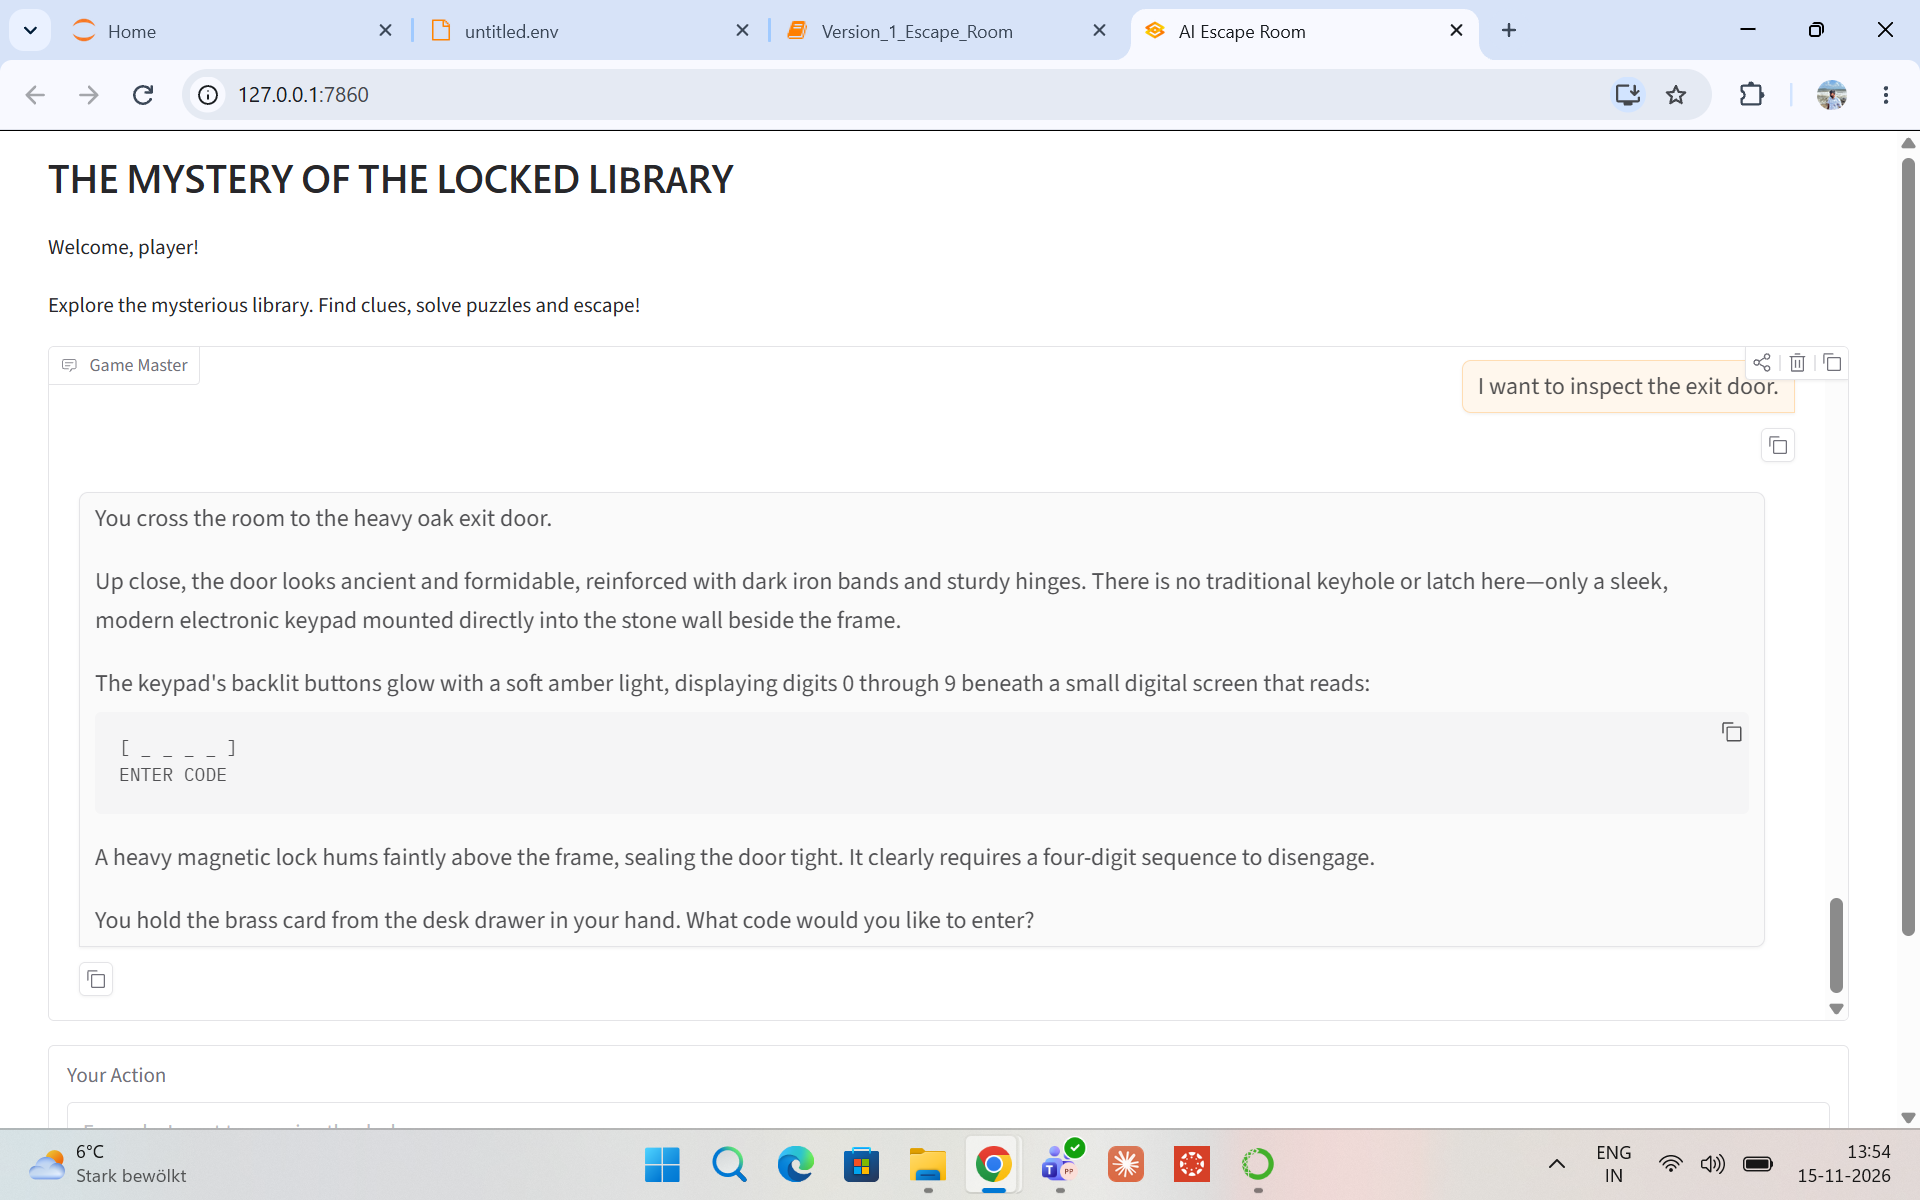 Home
untitled.env
Version_1_Escape_Room
AI Escape Room
127.0.0.1:7860
THE MYSTERY OF THE LOCKED LIBRARY
Welcome, player!
Explore the mysterious library. Find clues, solve puzzles and escape!
Game Master
I want to inspect the exit door.
You cross the room to the heavy oak exit door.
Up close, the door looks ancient and formidable, reinforced with dark iron bands and sturdy hinges. There is no traditional keyhole or latch here—only a sleek,
modern electronic keypad mounted directly into the stone wall beside the frame.
The keypad's backlit buttons glow with a soft amber light, displaying digits 0 through 9 beneath a small digital screen that reads:
[ _ _ _ _ ]
ENTER CODE
A heavy magnetic lock hums faintly above the frame, sealing the door tight. It clearly requires a four-digit sequence to disengage.
You hold the brass card from the desk drawer in your hand. What code would you like to enter?
Your Action
6°C
Stark bewölkt
ENG
IN
13:54
15-11-2026